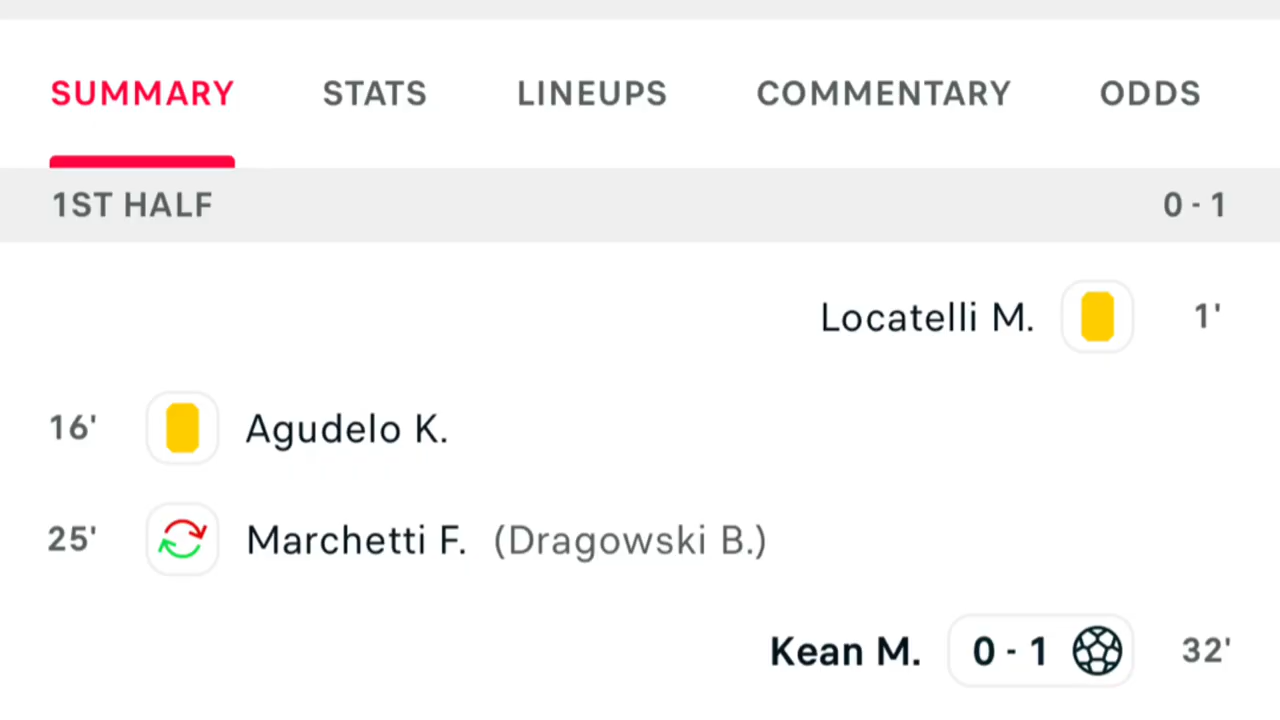 SUMMARY STATS LINEUPS COMMENTARY ODDS
1ST HALF 0 - 1
Locatelli M. 1'
16' Agudelo K.
25' Marchetti F. (Dragowski B.)
Kean M. 0 - 1 32'